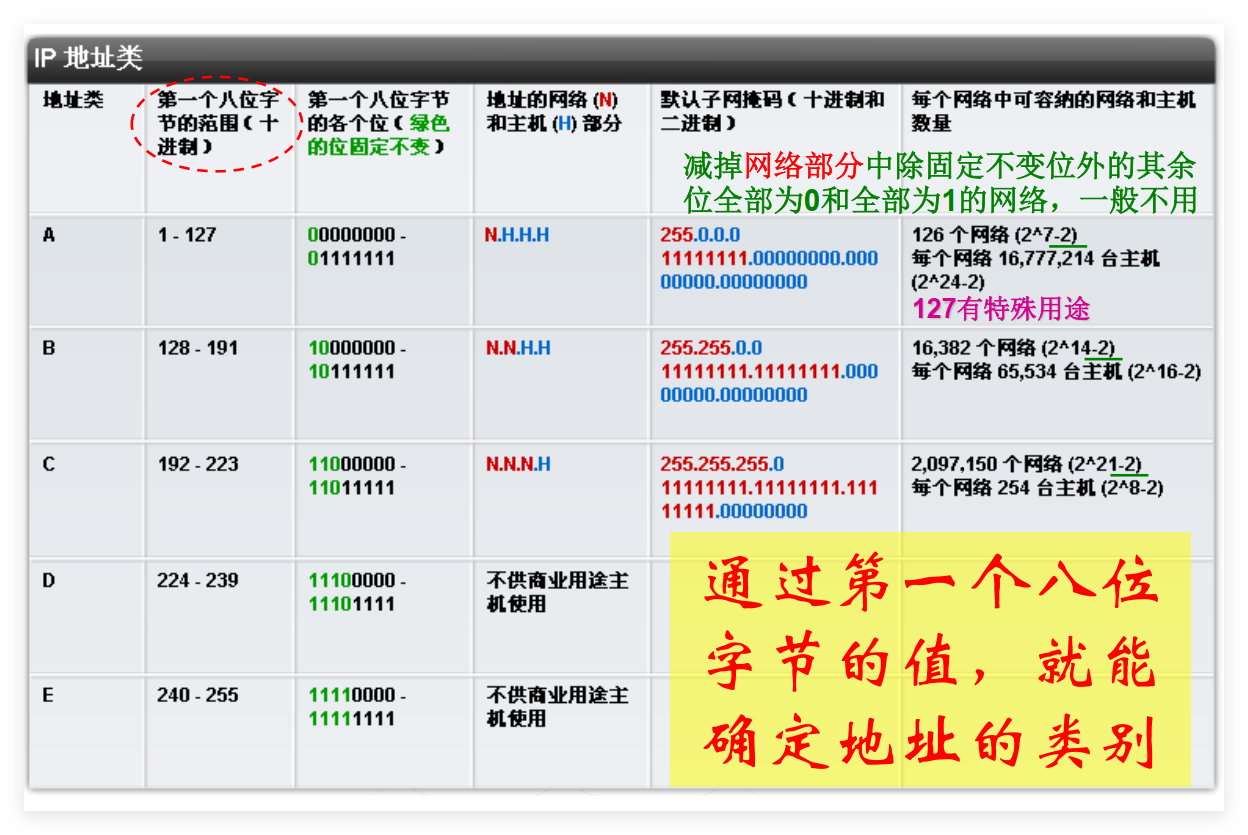 IP 地址类
地址类
第一个八位字
节的范围(十
进制)
第一个八位字节
的各个位(绿色
的位固定不变)
地址的网络 (N)
和主机 (H) 部分
默认子网掩码(十进制和
二进制)
每个网络中可容纳的网络和主机
数量
减掉网络部分中除固定不变位外的其余
位全部为0和全部为1的网络，一般不用
A
1 - 127
00000000 -
01111111
N.H.H.H
255.0.0.0
11111111.00000000.000
00000.00000000
126 个网络 (2^7-2)
每个网络 16,777,214 台主机
(2^24-2)
127有特殊用途
B
128 - 191
10000000 -
10111111
N.N.H.H
255.255.0.0
11111111.11111111.000
00000.00000000
16,382 个网络 (2^14-2)
每个网络 65,534 台主机 (2^16-2)
C
192 - 223
11000000 -
11011111
N.N.N.H
255.255.255.0
11111111.11111111.111
11111.00000000
2,097,150 个网络 (2^21-2)
每个网络 254 台主机 (2^8-2)
D
224 - 239
11100000 -
11101111
不供商业用途主
机使用
E
240 - 255
11110000 -
11111111
不供商业用途主
机使用
通过第一个八位
字节的值，就能
确定地址的类别